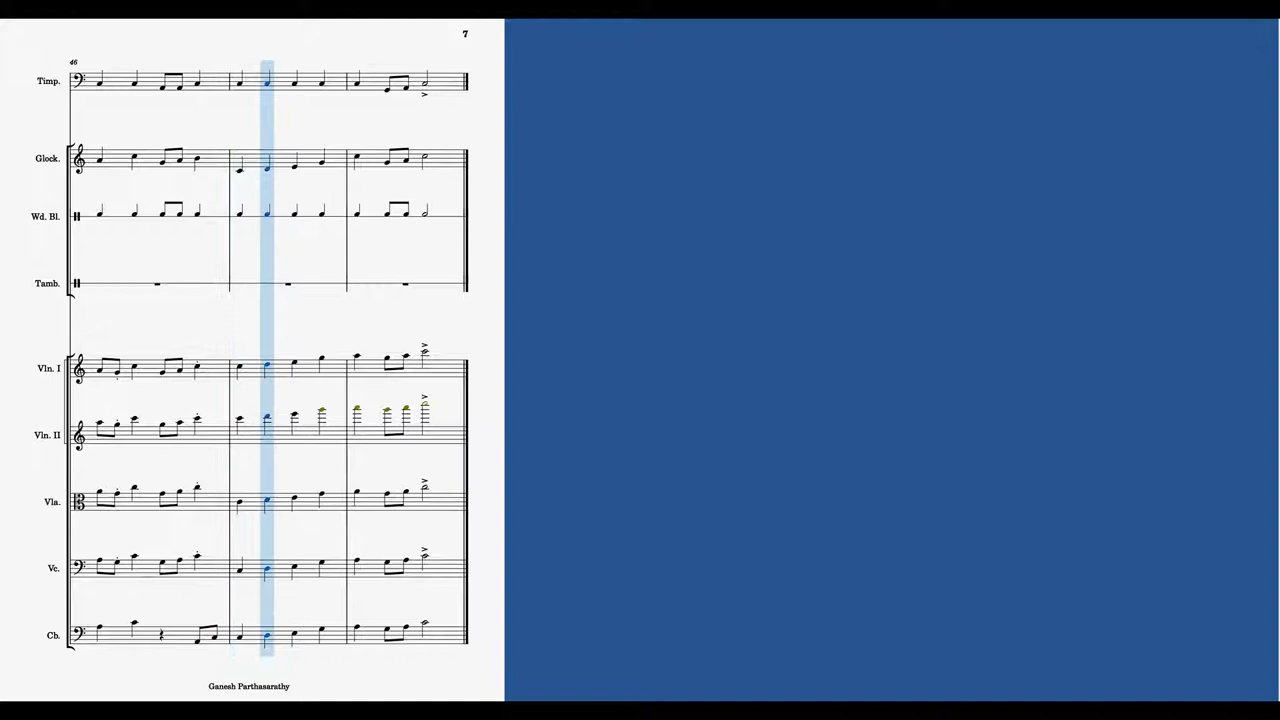 7
46
Timp.
Glock.
Wd. Bl.
Tamb.
Vln. I
Vln. II
Vla.
Vc.
Cb.
Ganesh Parthasarathy